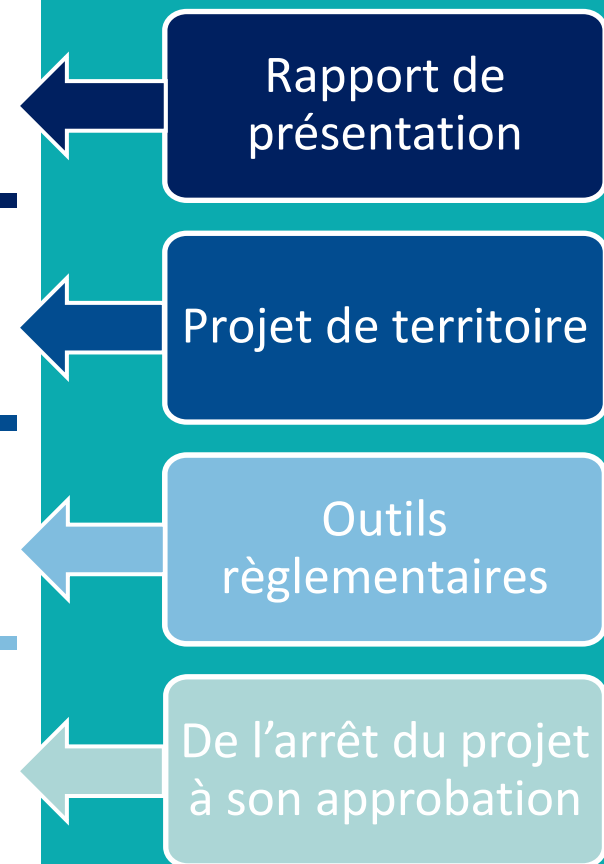 Rapport de
présentation
Projet de territoire
Outils
règlementaires
De l’arrêt du projet
à son approbation